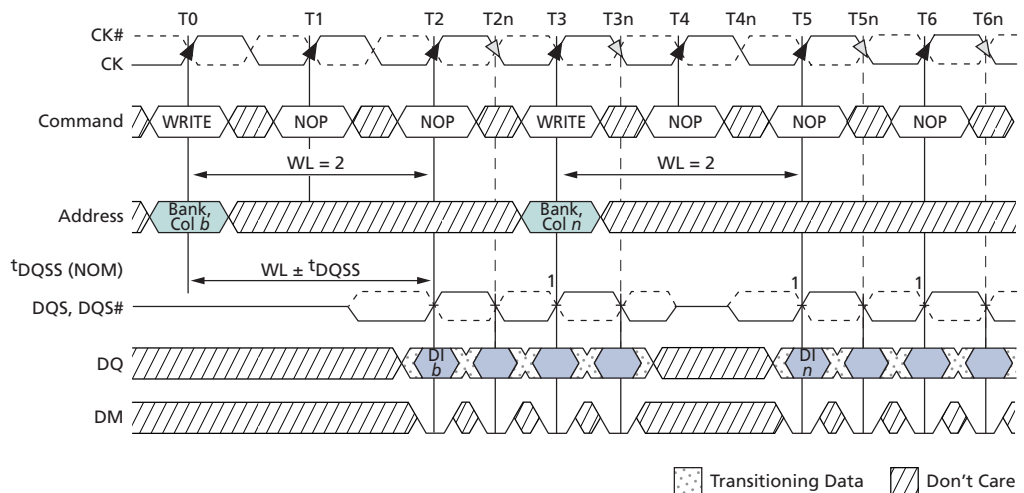 T0 T1 T2 T2n T3 T3n T4 T4n T5 T5n T6 T6n
CK#
CK
Command WRITE NOP NOP WRITE NOP NOP NOP
WL = 2 WL = 2
Address Bank, Col b Bank, Col n
tDQSS (NOM) WL ± tDQSS
1 1 1
DQS, DQS#
DQ DI b DI n
DM
Transitioning Data Don't Care